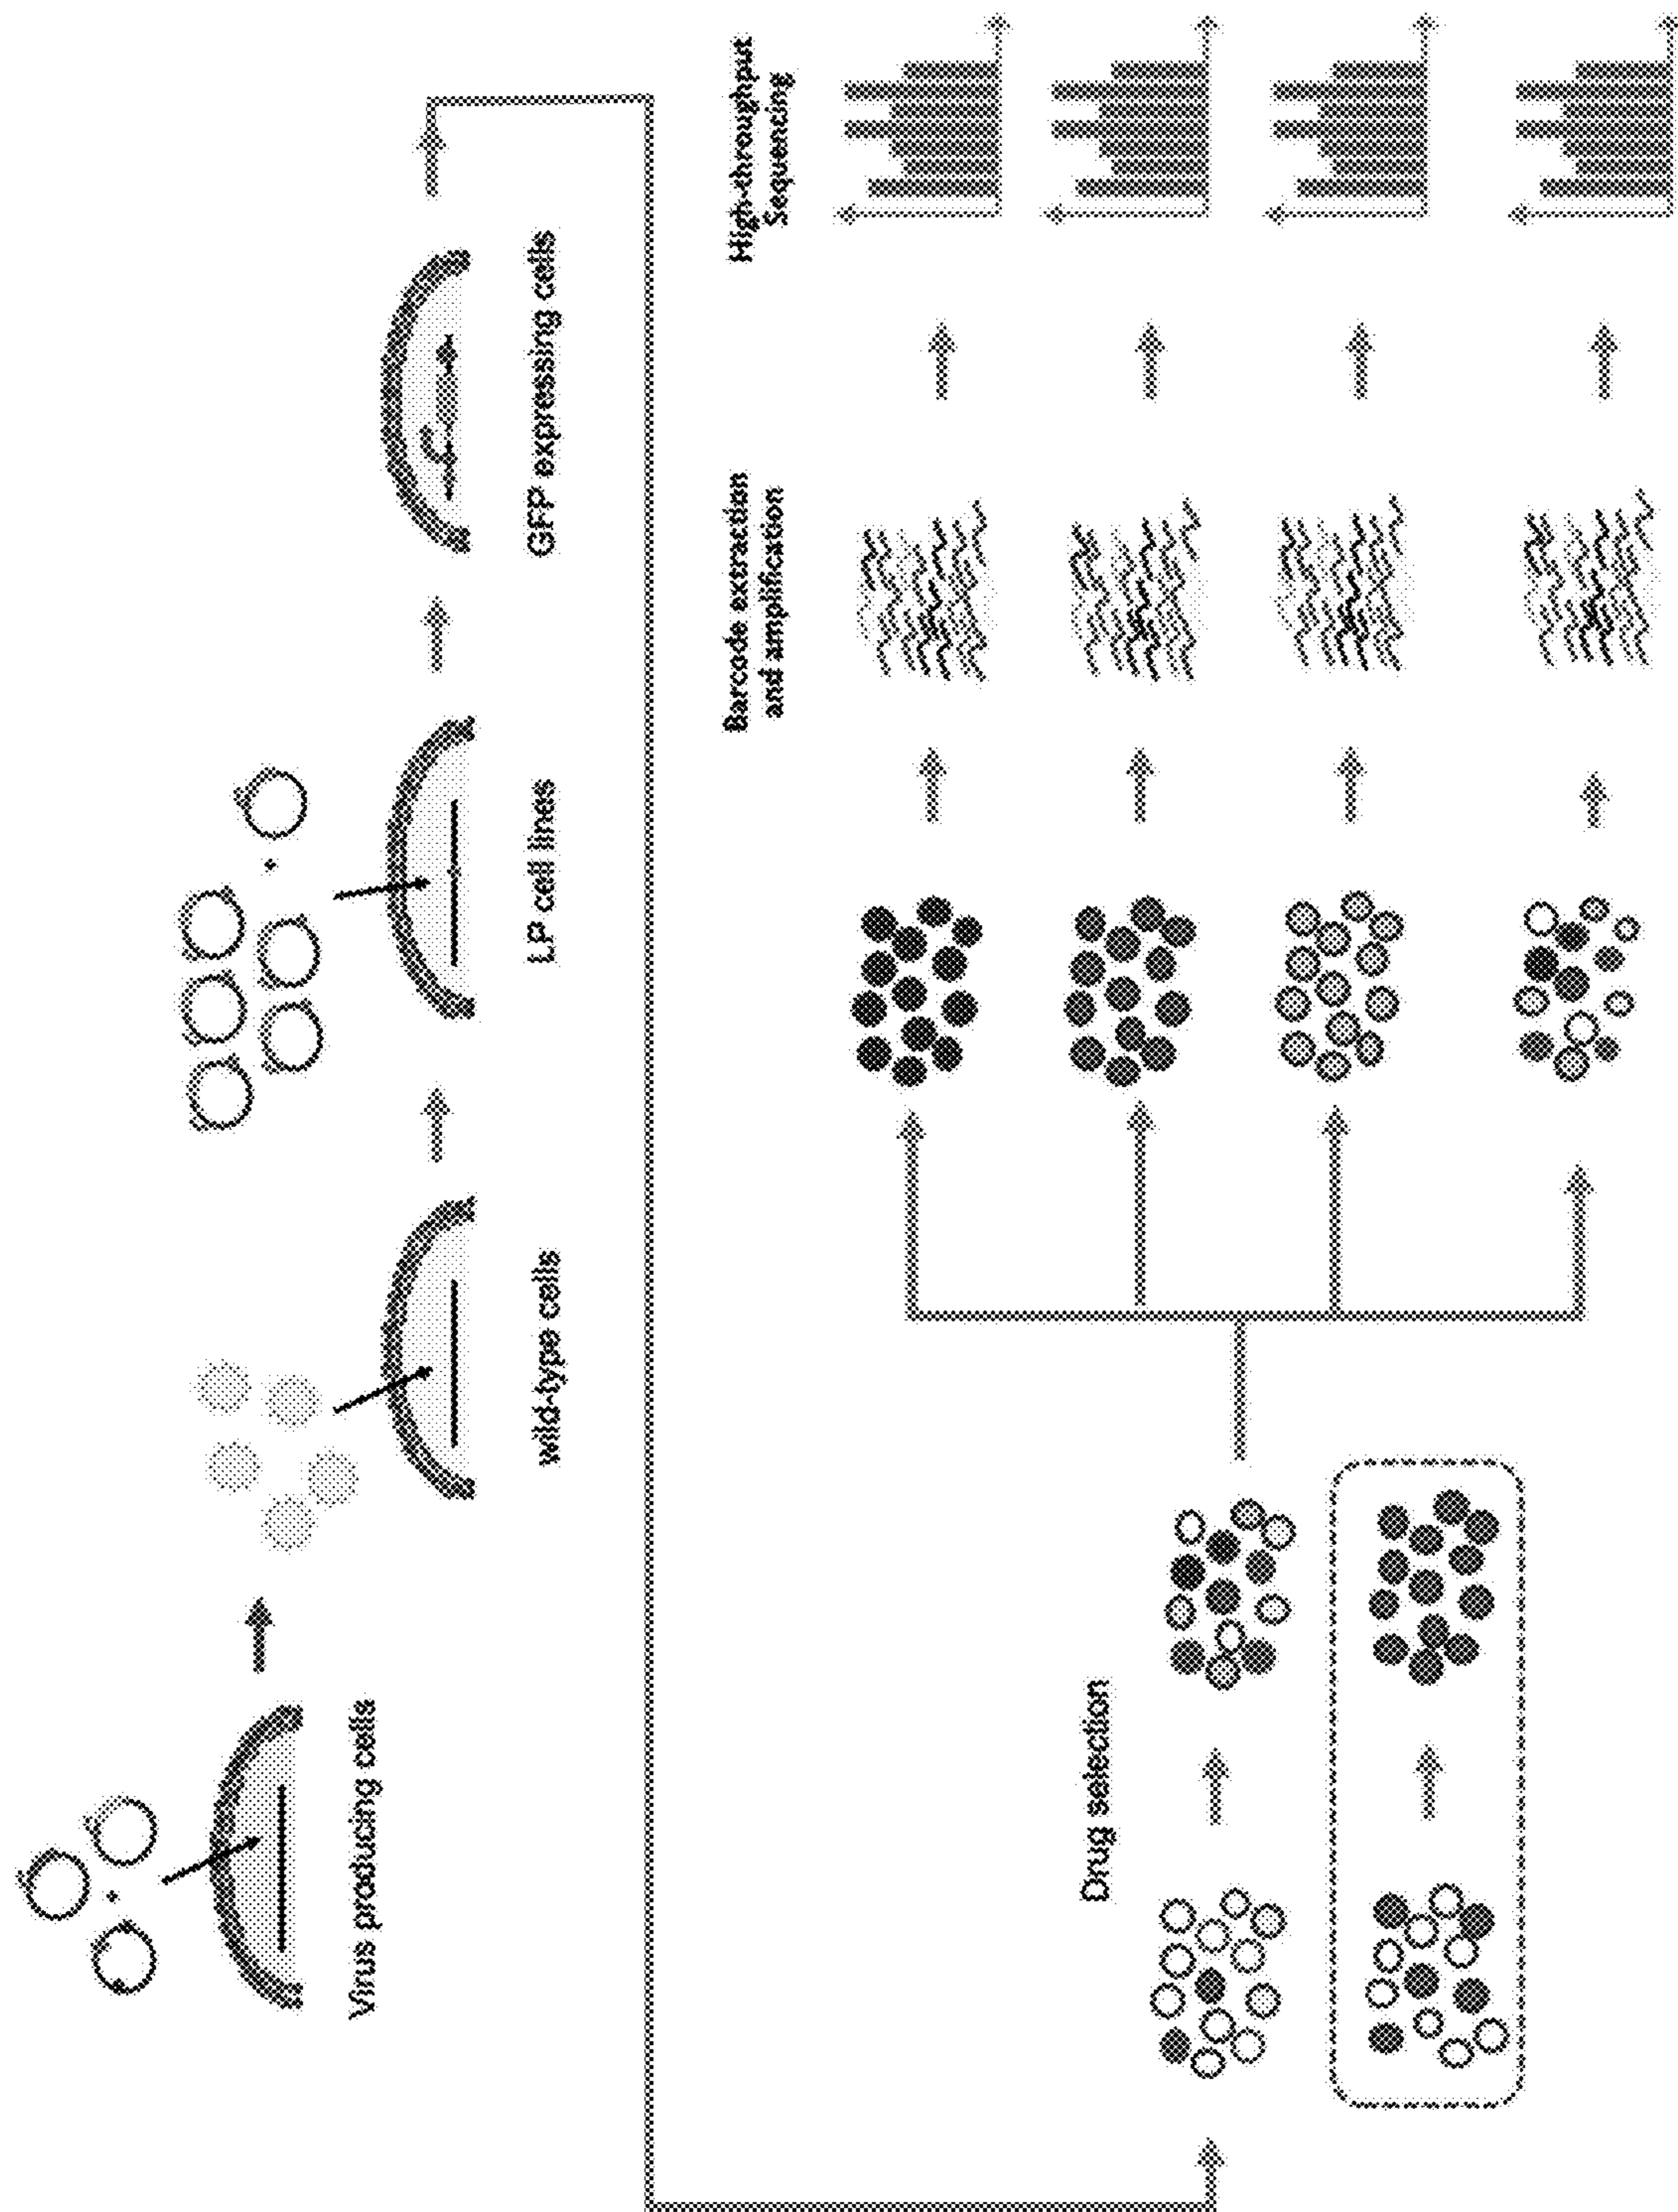 Virus producing cells
wild-type cells
LP cell lines
GFP expressing cells
Drug selection
Barcode extraction
and amplification
High-throughput
Sequencing